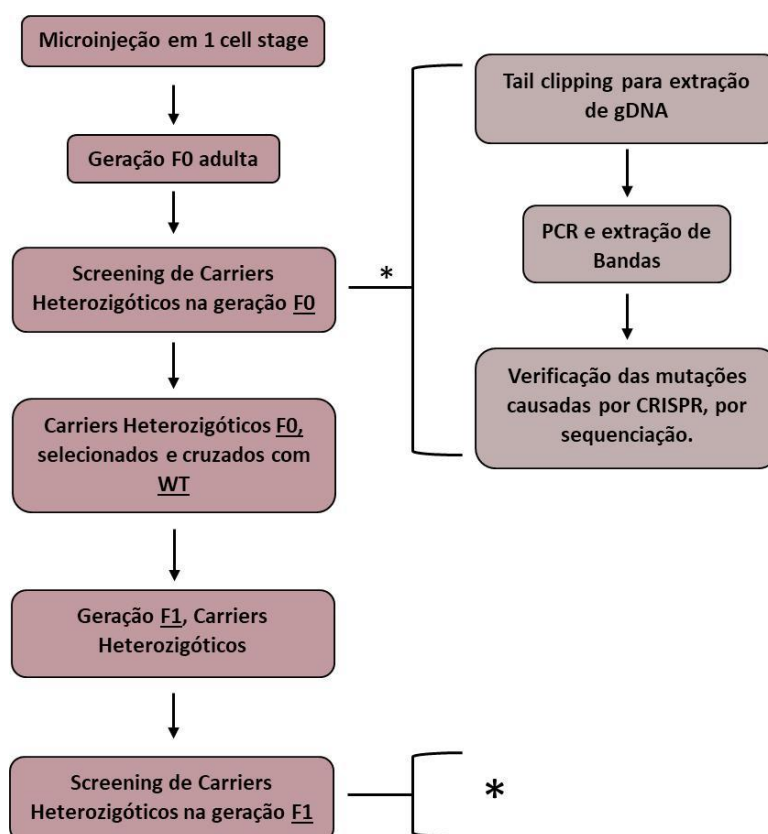 Microinjeção em 1 cell stage
Geração F0 adulta
Screening de Carriers
Heterozigóticos na geração F0
*
Tail clipping para extração
de gDNA
PCR e extração de
Bandas
Verificação das mutações
causadas por CRISPR, por
sequenciação.
Carriers Heterozigóticos F0,
selecionados e cruzados com
WT
Geração F1, Carriers
Heterozigóticos
Screening de Carriers
Heterozigóticos na geração F1
*